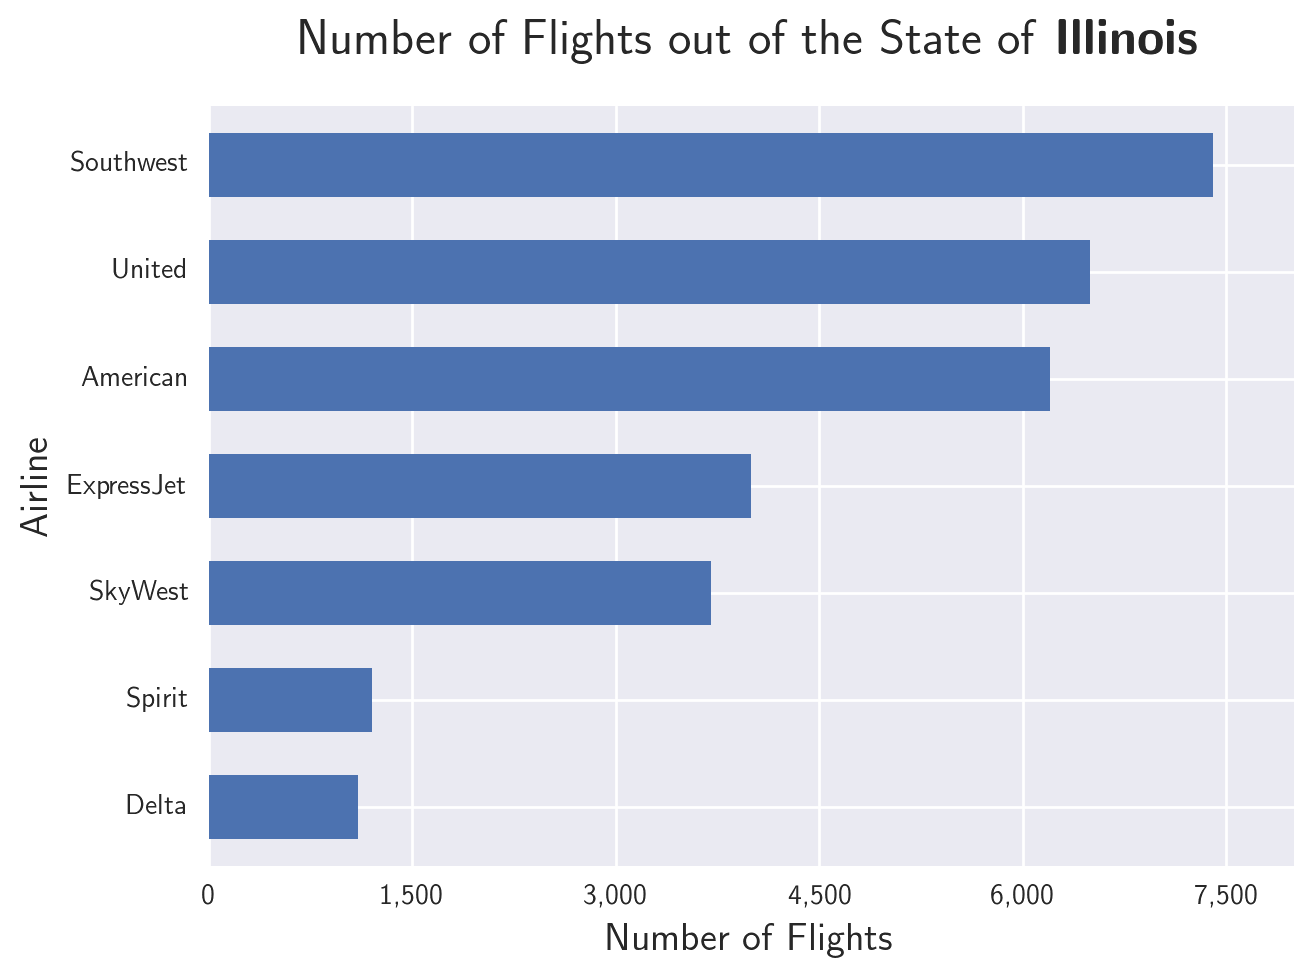 Number of Flights out of the State of Illinois
Southwest
United
American
ExpressJet
SkyWest
Spirit
Delta
Airline
0 1,500 3,000 4,500 6,000 7,500
Number of Flights